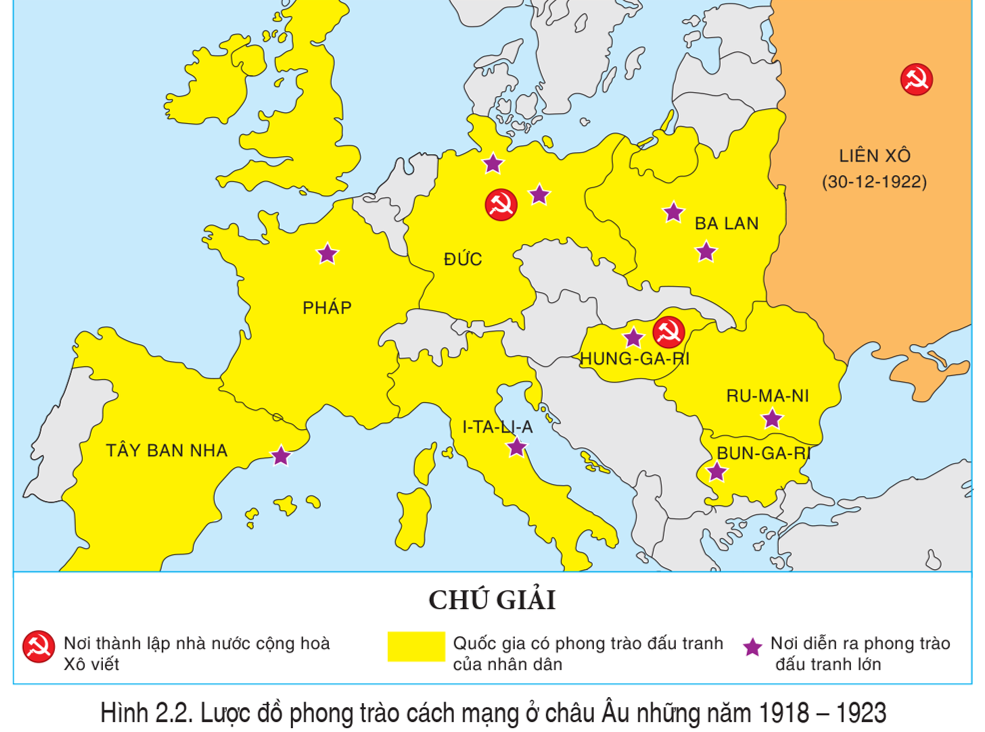 LIÊN XÔ
(30-12-1922)
BA LAN
ĐỨC
PHÁP
HUNG-GA-RI
RU-MA-NI
I-TA-LI-A
TÂY BAN NHA
BUN-GA-RI
CHÚ GIẢI
Nơi thành lập nhà nước cộng hoà
Xô viết
Quốc gia có phong trào đấu tranh
của nhân dân
Nơi diễn ra phong trào
đấu tranh lớn
Hình 2.2. Lược đồ phong trào cách mạng ở châu Âu những năm 1918 – 1923